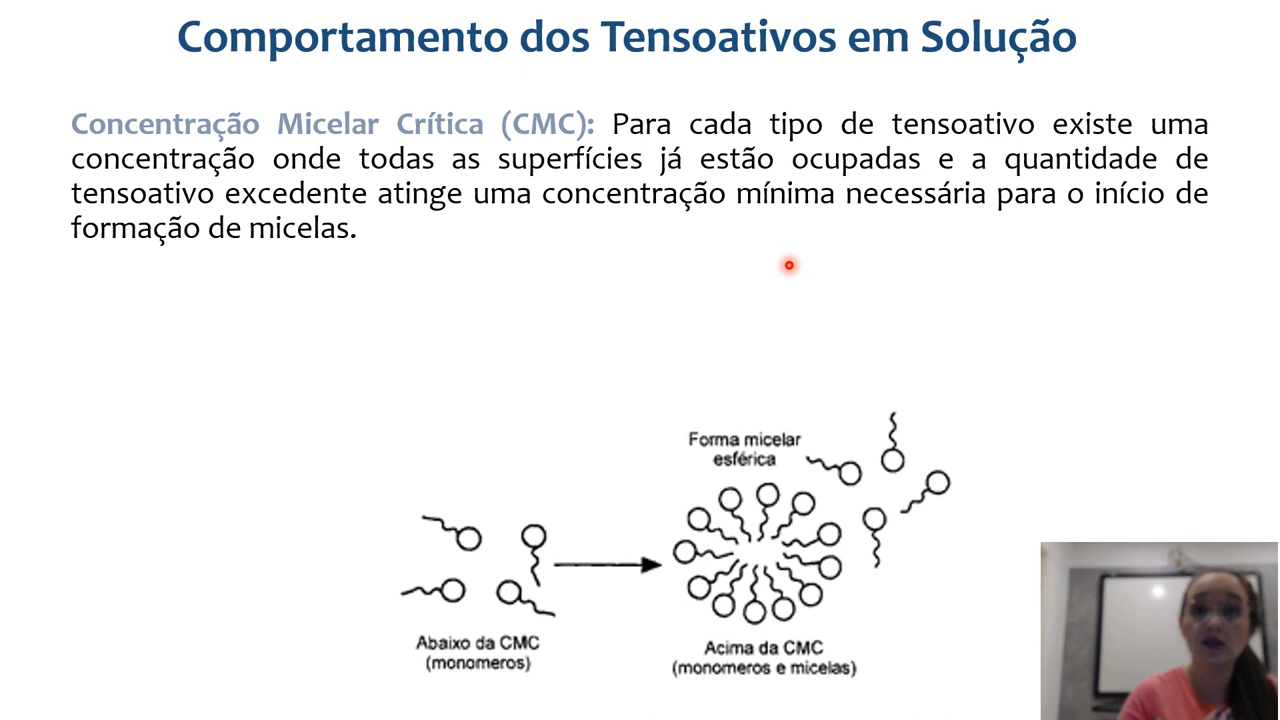 Comportamento dos Tensoativos em Solução
Concentração Micelar Crítica (CMC): Para cada tipo de tensoativo existe uma
concentração onde todas as superfícies já estão ocupadas e a quantidade de
tensoativo excedente atinge uma concentração mínima necessária para o início de
formação de micelas.
Forma micelar
esférica
Abaixo da CMC
(monomeros)
Acima da CMC
(monomeros e micelas)